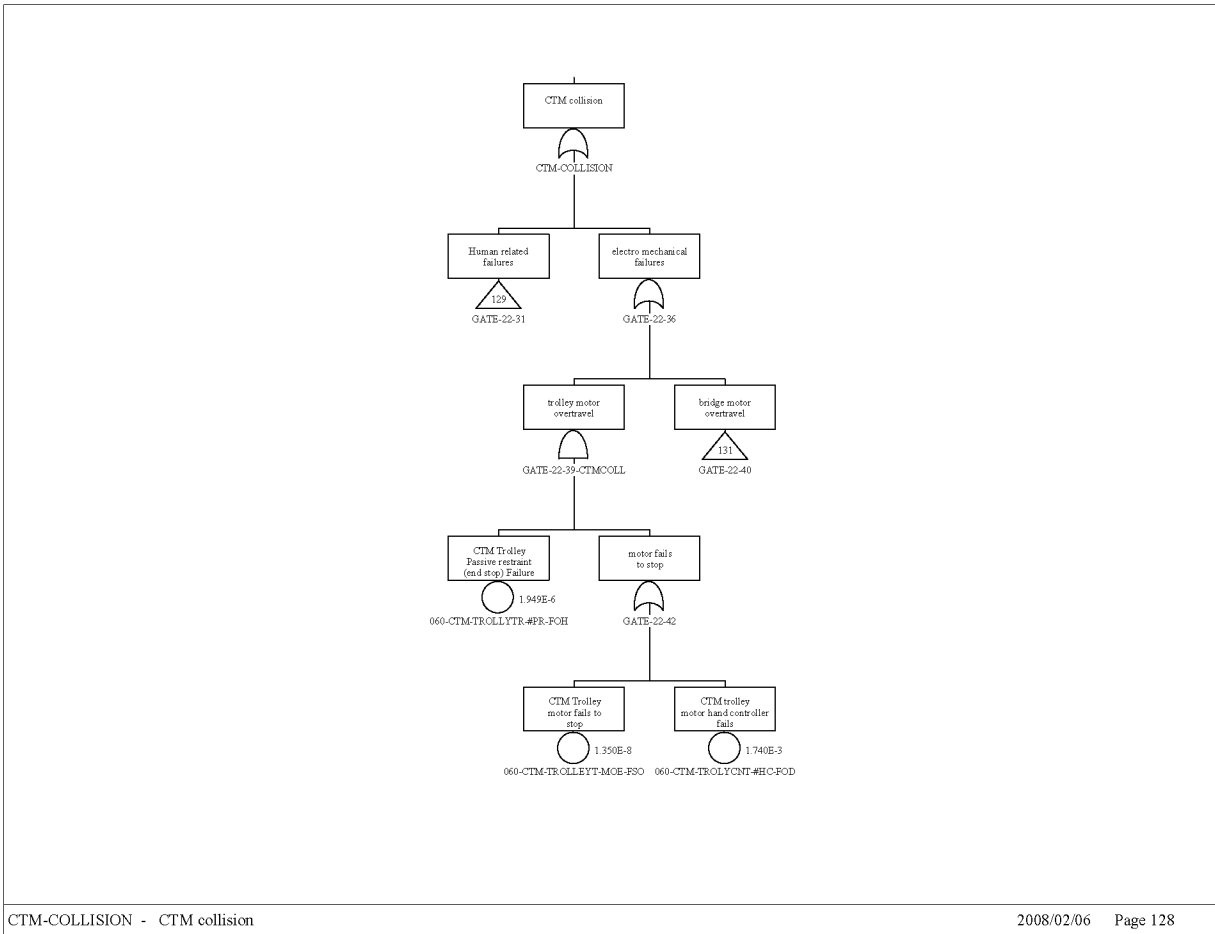 CTM collision
CTM-COLLISION
Human related
failures
129
GATE-22-31
electro mechanical
failures
GATE-22-36
trolley motor
overtravel
GATE-22-39-CTMCOLL
bridge motor
overtravel
131
GATE-22-40
CTM Trolley
Passive restraint
(end stop) Failure
1.949E-6
060-CTM-TROLLYTR-#PR-FOH
motor fails
to stop
GATE-22-42
CTM Trolley
motor fails to
stop
1.350E-8
060-CTM-TROLLEYT-MOE-FSO
CTM trolley
motor hand controller
fails
1.740E-3
060-CTM-TROLYCNT-#HC-FOD
CTM-COLLISION - CTM collision
2008/02/06 Page 128